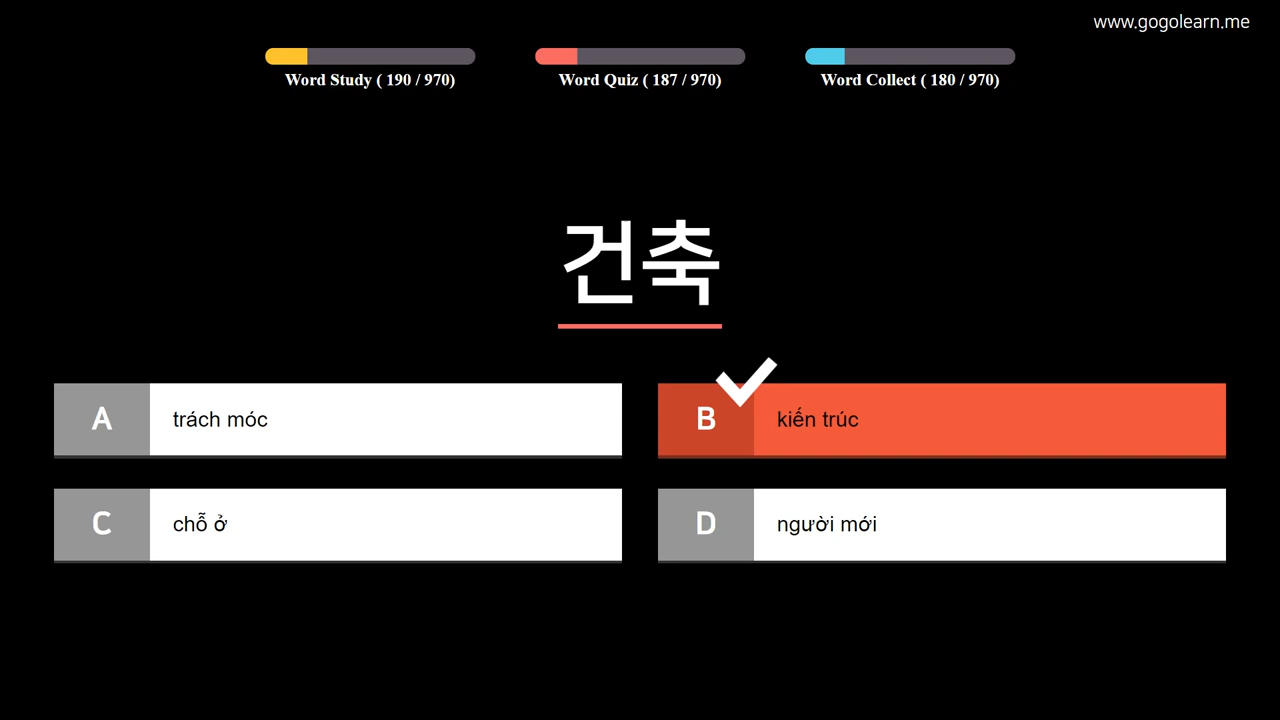 www.gogolearn.me
Word Study ( 190 / 970)
Word Quiz ( 187 / 970)
Word Collect ( 180 / 970)
건축
A trách móc
B kiến trúc
C chỗ ở
D người mới